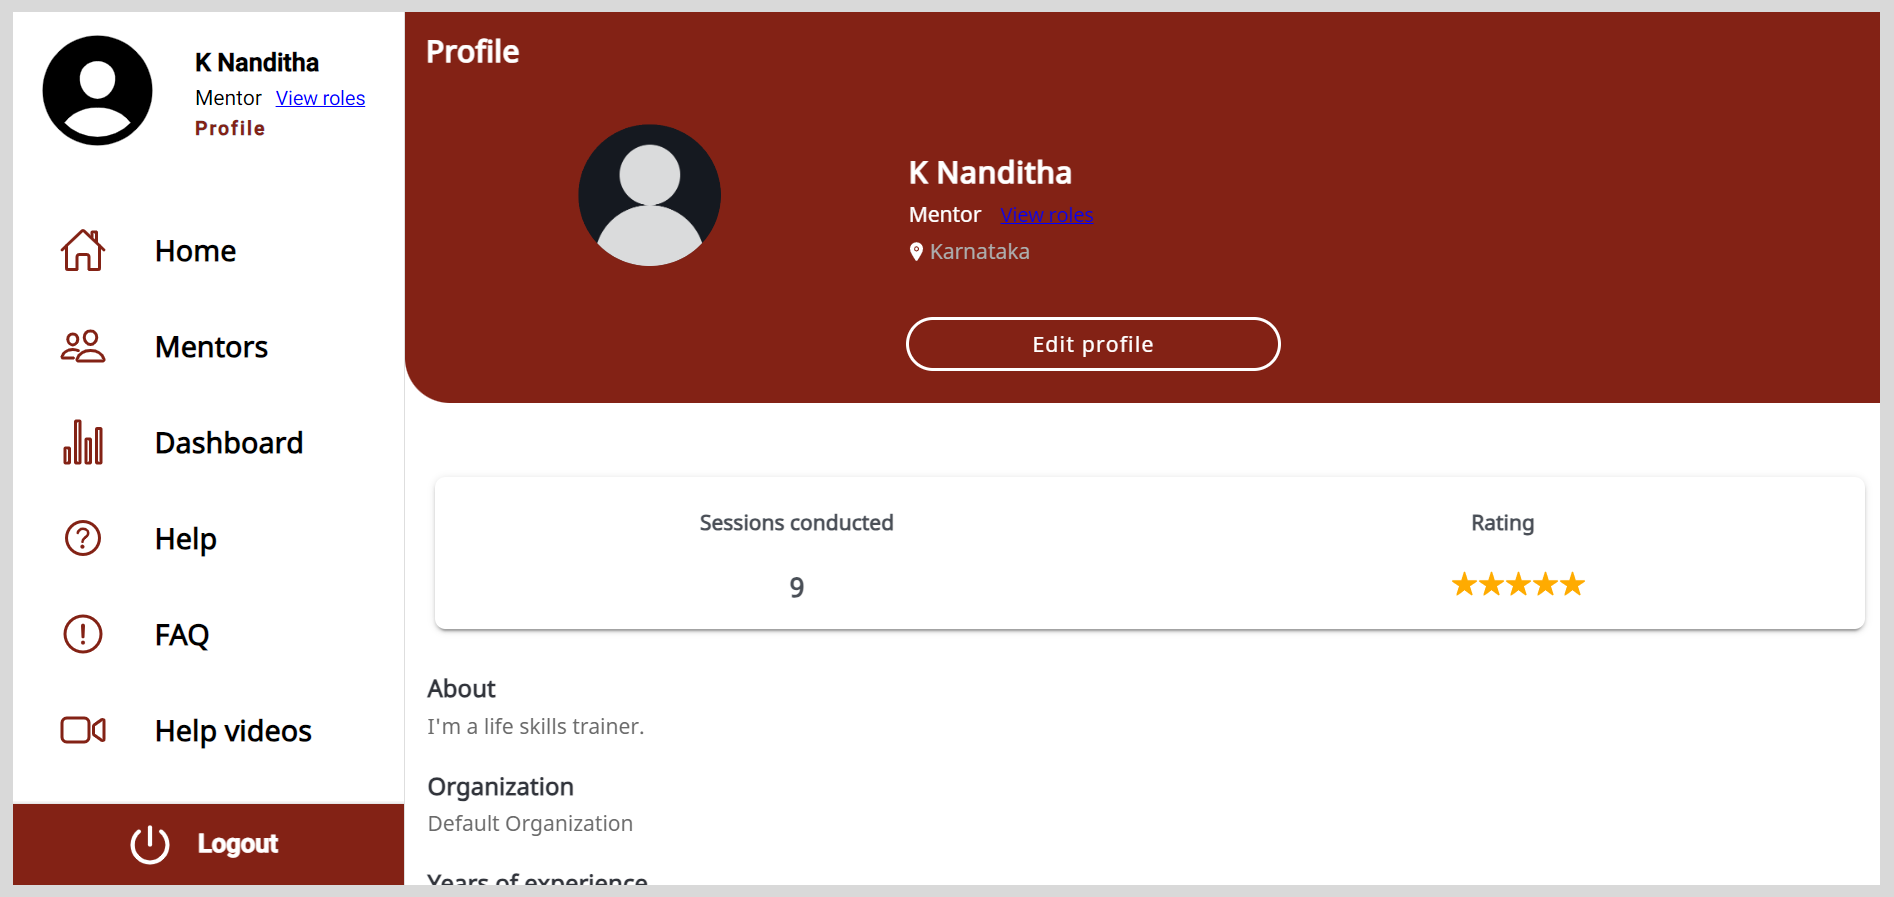 K Nanditha
Mentor View roles
Profile
Home
Mentors
Dashboard
Help
FAQ
Help videos
Logout
Profile
K Nanditha
Mentor View roles
Karnataka
Edit profile
Sessions conducted
9
Rating
About
I'm a life skills trainer.
Organization
Default Organization
Years of experience